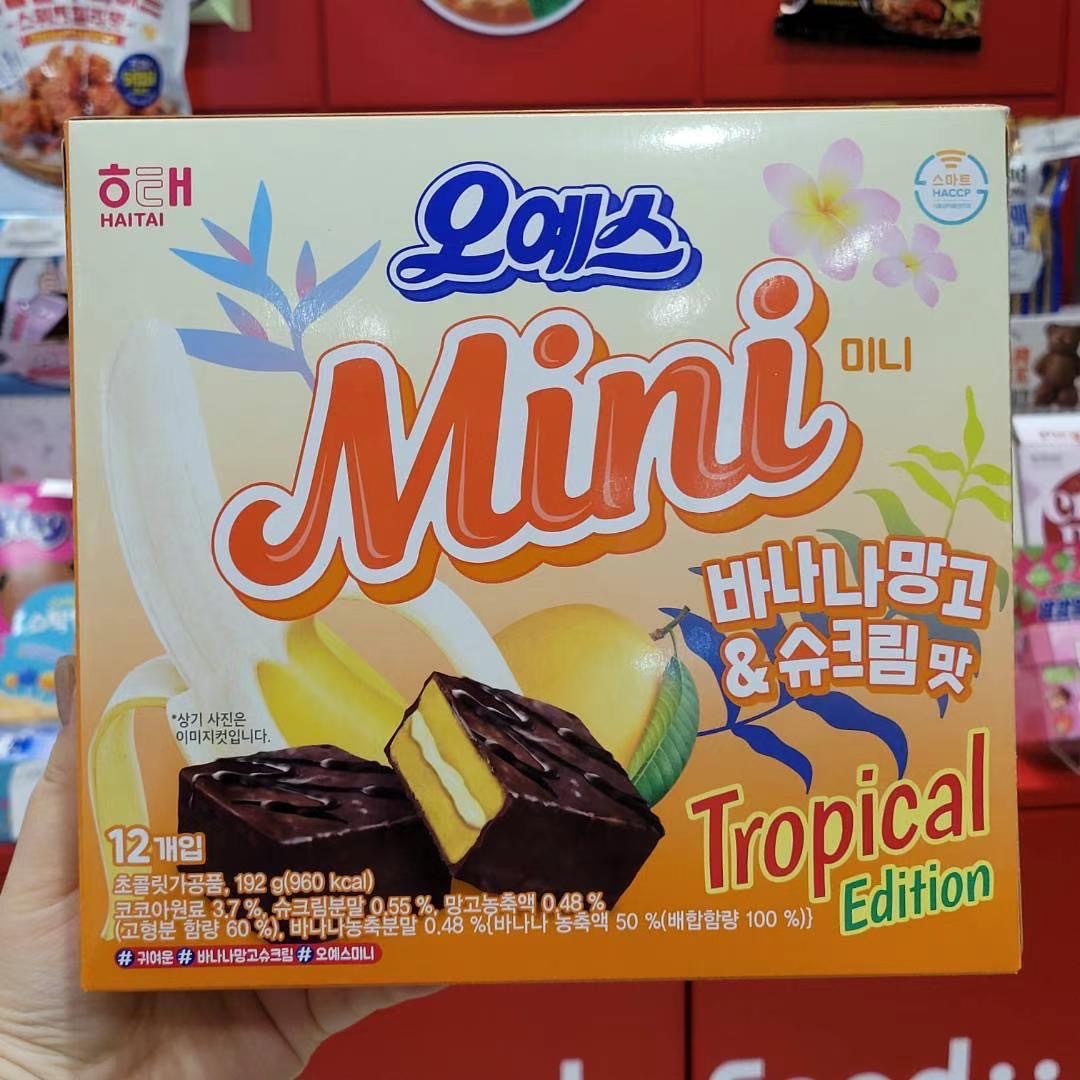 해태
HAITAI
오예스
스마트
HACCP
Mini
미니
바나나망고
&슈크림 맛
*상기 사진은
이미지컷입니다.
Tropical
Edition
12개입
초콜릿가공품, 192 g(960 kcal)
코코아원료 3.7 %, 슈크림분말 0.55 %, 망고농축액 0.48 %
(고형분 함량 60 %), 바나나농축분말 0.48 %{바나나 농축액 50 %(배합함량 100 %)}
# 귀여운 # 바나나망고슈크림 # 오예스미니